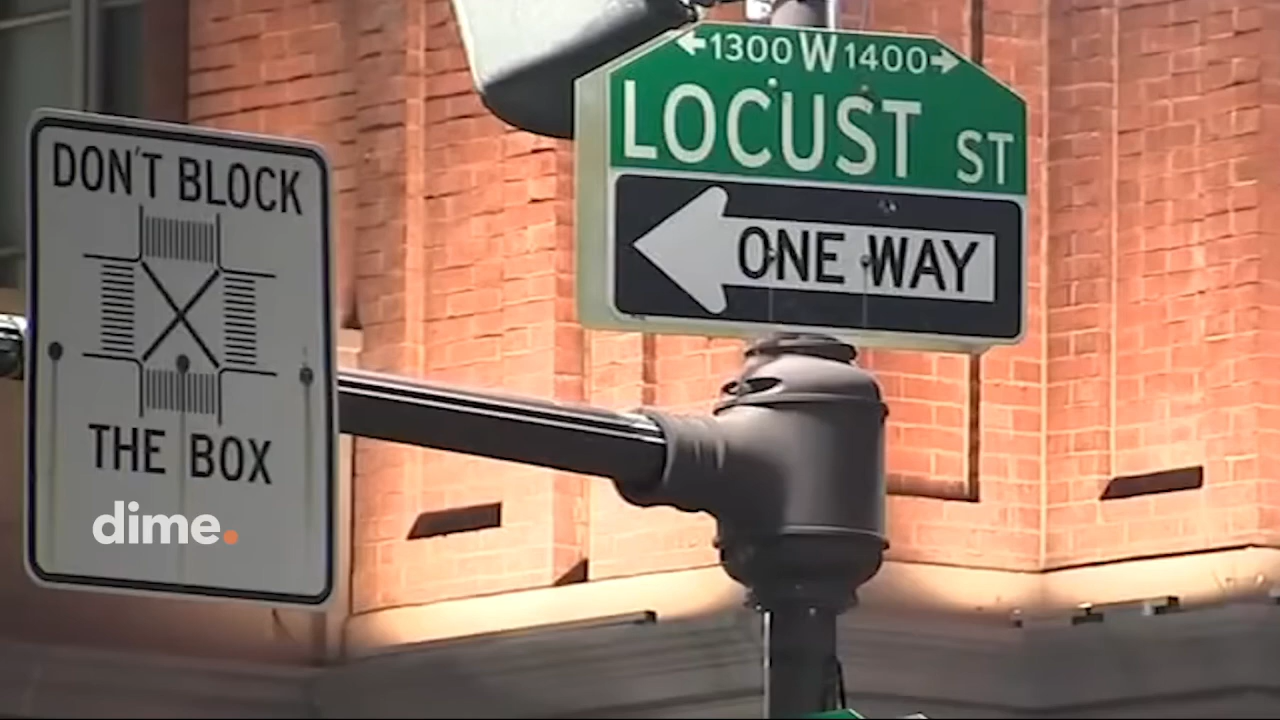 DON'T BLOCK
THE BOX
dime.
← 1300 W 1400 →
LOCUST ST
ONE WAY